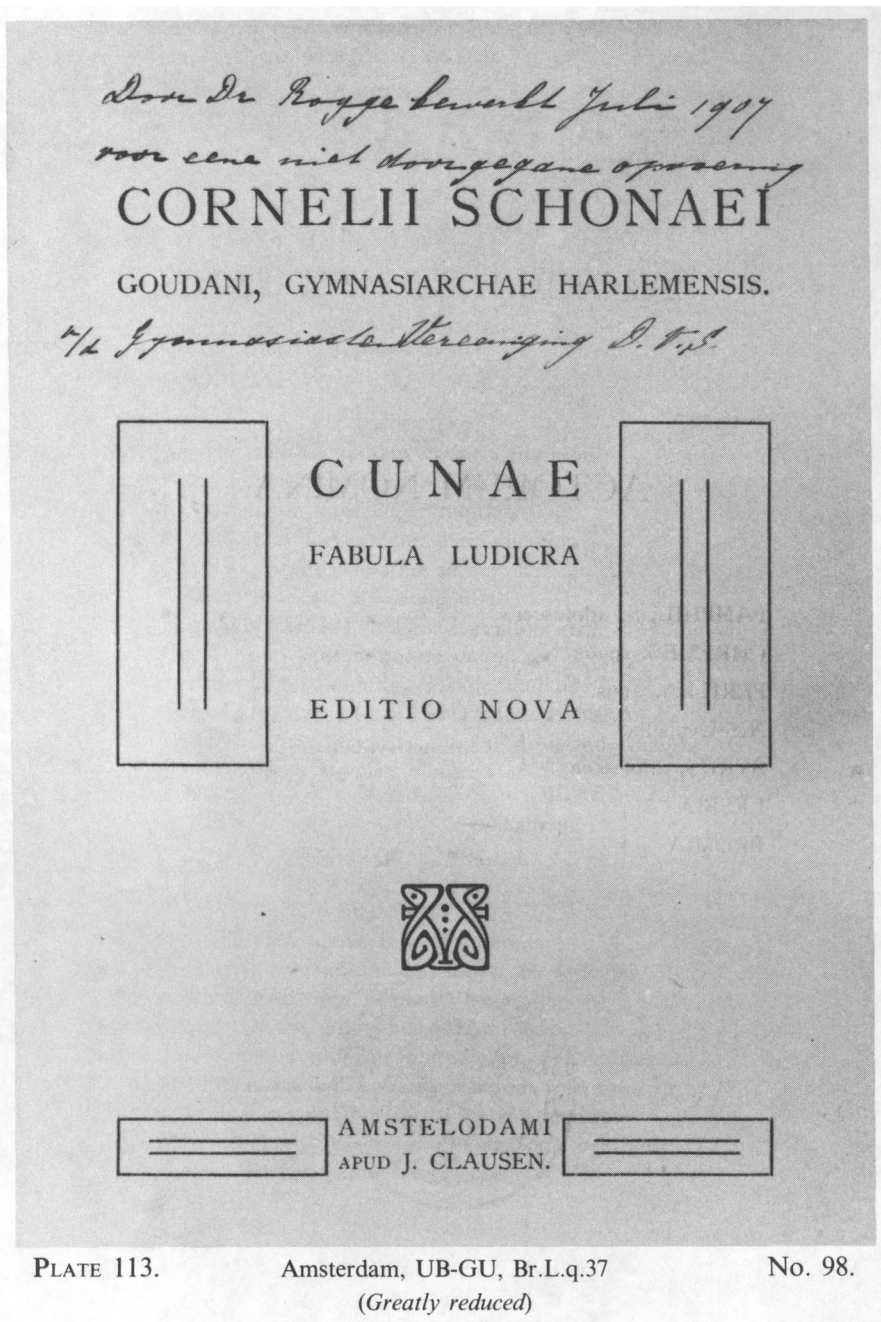 Door Dr Rogge bewerkt Juli 1907
voor eene niet doorgegane opvoering
CORNELII SCHONAEI
GOUDANI, GYMNASIARCHAE HARLEMENSIS.
v/d Gymnasiasten Vereeniging D. V. S.
CUNAE
FABULA LUDICRA
EDITIO NOVA
AMSTELODAMI
APUD J. CLAUSEN.
PLATE 113. Amsterdam, UB-GU, Br.L.q.37 No. 98.
(Greatly reduced)